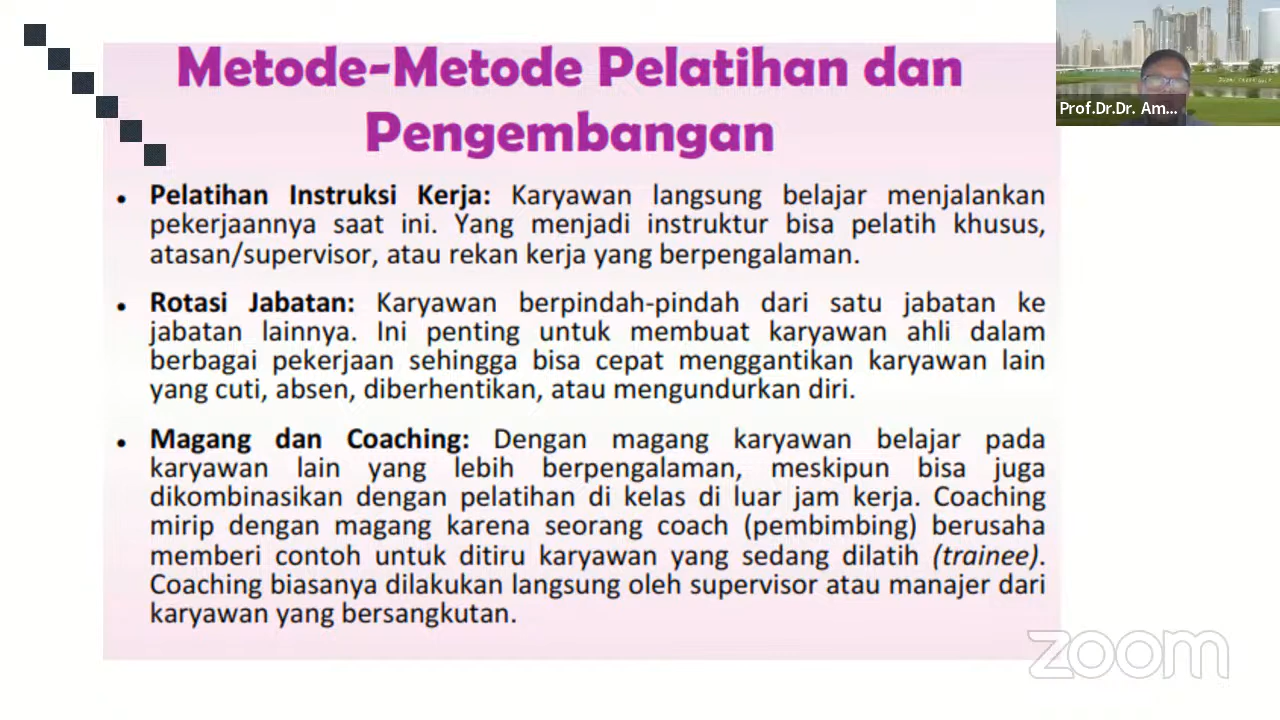 Metode-Metode Pelatihan dan
Pengembangan
Prof.Dr.Dr. Am...
• Pelatihan Instruksi Kerja: Karyawan langsung belajar menjalankan
pekerjaannya saat ini. Yang menjadi instruktur bisa pelatih khusus,
atasan/supervisor, atau rekan kerja yang berpengalaman.
• Rotasi Jabatan: Karyawan berpindah-pindah dari satu jabatan ke
jabatan lainnya. Ini penting untuk membuat karyawan ahli dalam
berbagai pekerjaan sehingga bisa cepat menggantikan karyawan lain
yang cuti, absen, diberhentikan, atau mengundurkan diri.
• Magang dan Coaching: Dengan magang karyawan belajar pada
karyawan lain yang lebih berpengalaman, meskipun bisa juga
dikombinasikan dengan pelatihan di kelas di luar jam kerja. Coaching
mirip dengan magang karena seorang coach (pembimbing) berusaha
memberi contoh untuk ditiru karyawan yang sedang dilatih (trainee).
Coaching biasanya dilakukan langsung oleh supervisor atau manajer dari
karyawan yang bersangkutan.
zoom